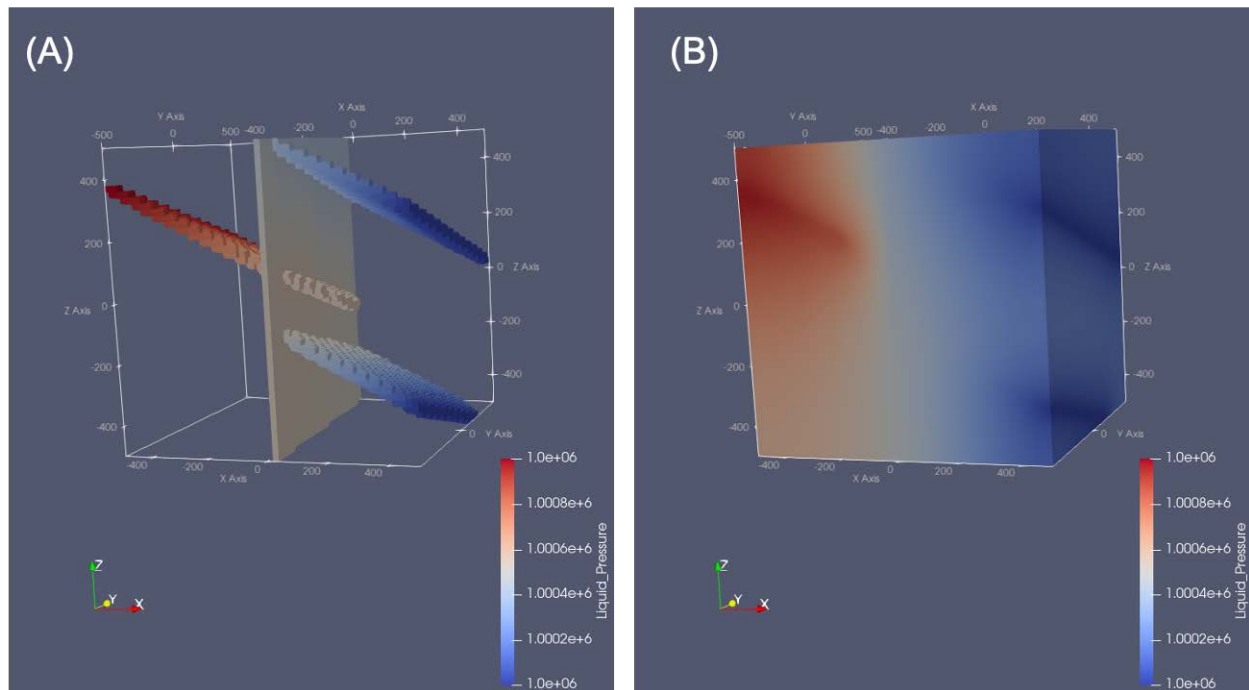 (A)
X Axis
-400 -200 0 200 400
Y Axis
-500 0 500
400
200
0
-200
-400
Z Axis
400
200
0
-200
-400
Z Axis
0
Y Axis
-400 -200 0 200 400
X Axis
1.0e+06
1.0008e+6
1.0006e+6
1.0004e+6
1.0002e+6
1.0e+06
Liquid_Pressure
Z
Y
X
(B)
X Axis
-400 -200 0 200 400
Y Axis
-500 0 500
400
200
0
-200
-400
Z Axis
400
200
0
-200
-400
Z Axis
0
Y Axis
-400 -200 0 200 400
X Axis
1.0e+06
1.0008e+6
1.0006e+6
1.0004e+6
1.0002e+6
1.0e+06
Liquid_Pressure
Z
Y
X